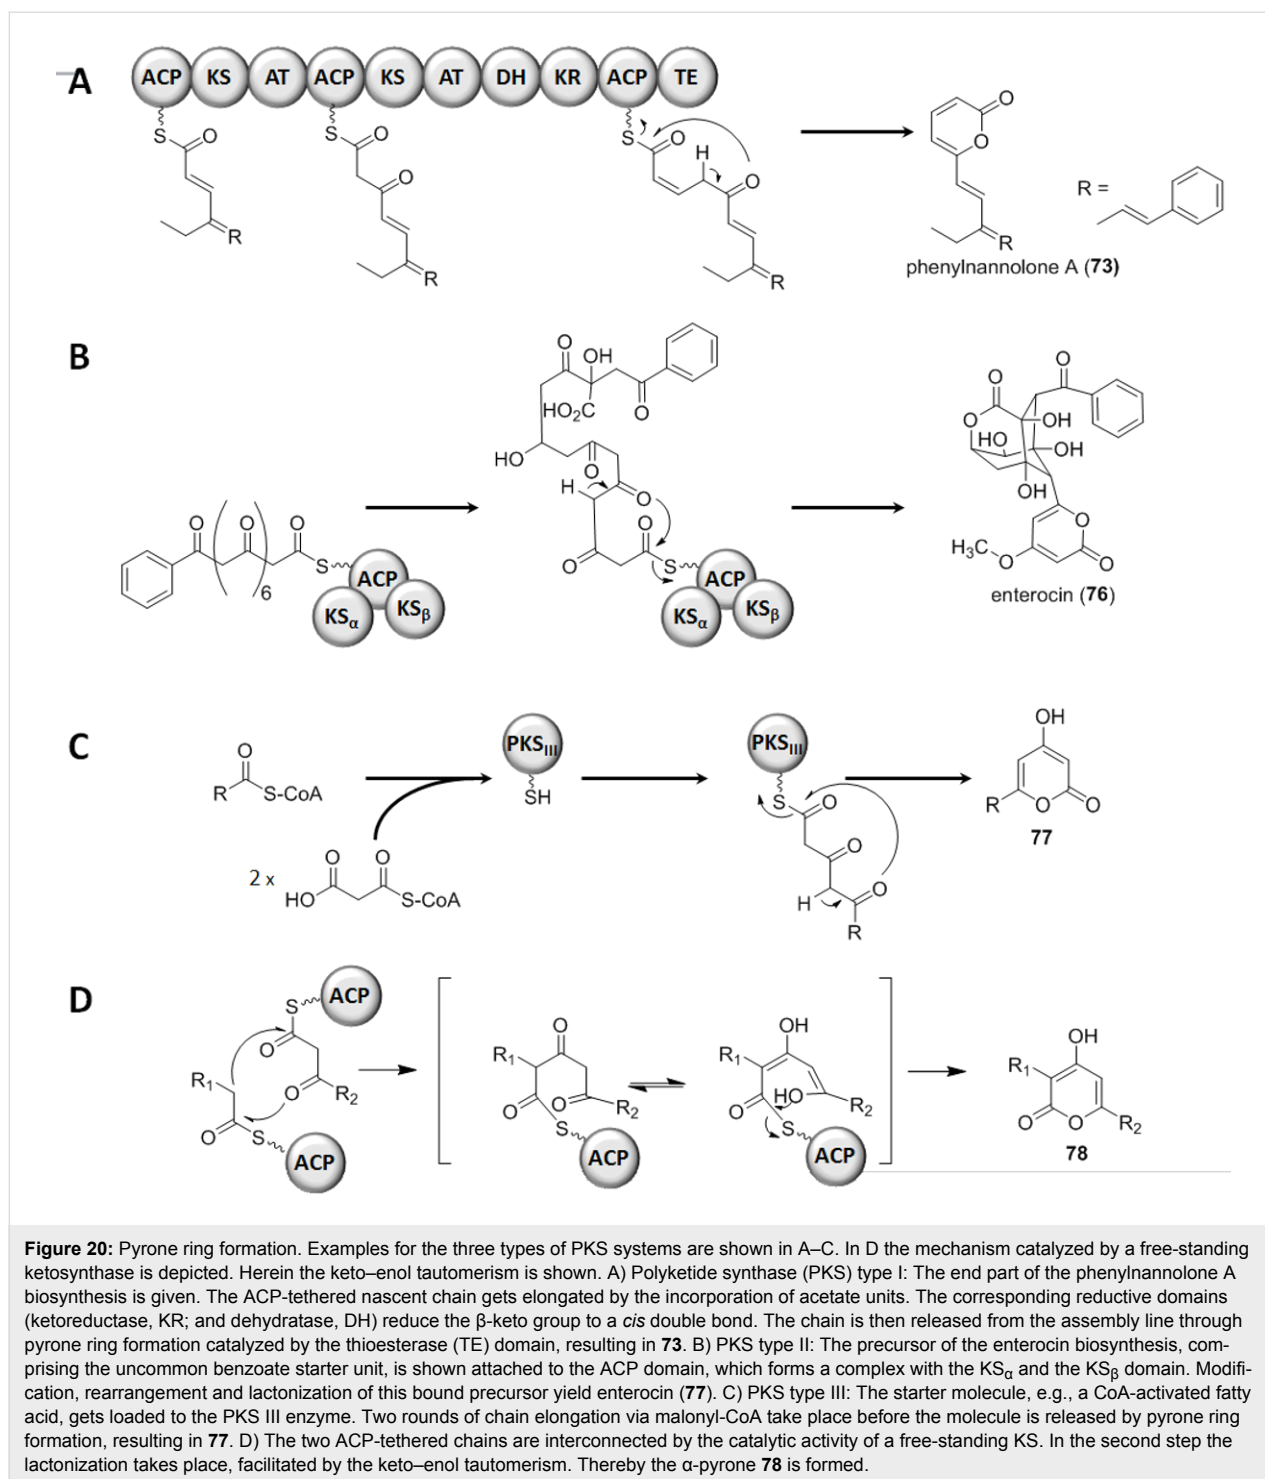 A
ACP KS AT ACP KS AT DH KR ACP TE
S O
S O
O
S O
H
O
R
R
R
O
O
R
R =
phenylnannolone A (73)
B
O
OH
HO2C
O
HO
O
H
O
O
O
S
ACP
KSα
KSβ
O O O
6
S
ACP
KSα
KSβ
O
O
O
OH
HO
OH
OH
O
O
H3C
O
enterocin (76)
C
O
R S-CoA
2 x
O O
HO S-CoA
PKSIII
SH
PKSIII
S O
O
O
H
R
OH
R O O
77
D
S ACP
O
R1
O R2
O S
ACP
O
R1
O O R2
S
ACP
OH
R1
HO
O R2
S
ACP
OH
R1
O O R2
78
Figure 20: Pyrone ring formation. Examples for the three types of PKS systems are shown in A–C. In D the mechanism catalyzed by a free-standing
ketosynthase is depicted. Herein the keto–enol tautomerism is shown. A) Polyketide synthase (PKS) type I: The end part of the phenylnannolone A
biosynthesis is given. The ACP-tethered nascent chain gets elongated by the incorporation of acetate units. The corresponding reductive domains
(ketoreductase, KR; and dehydratase, DH) reduce the β-keto group to a cis double bond. The chain is then released from the assembly line through
pyrone ring formation catalyzed by the thioesterase (TE) domain, resulting in 73. B) PKS type II: The precursor of the enterocin biosynthesis, com-
prising the uncommon benzoate starter unit, is shown attached to the ACP domain, which forms a complex with the KSα and the KSβ domain. Modifi-
cation, rearrangement and lactonization of this bound precursor yield enterocin (77). C) PKS type III: The starter molecule, e.g., a CoA-activated fatty
acid, gets loaded to the PKS III enzyme. Two rounds of chain elongation via malonyl-CoA take place before the molecule is released by pyrone ring
formation, resulting in 77. D) The two ACP-tethered chains are interconnected by the catalytic activity of a free-standing KS. In the second step the
lactonization takes place, facilitated by the keto–enol tautomerism. Thereby the α-pyrone 78 is formed.